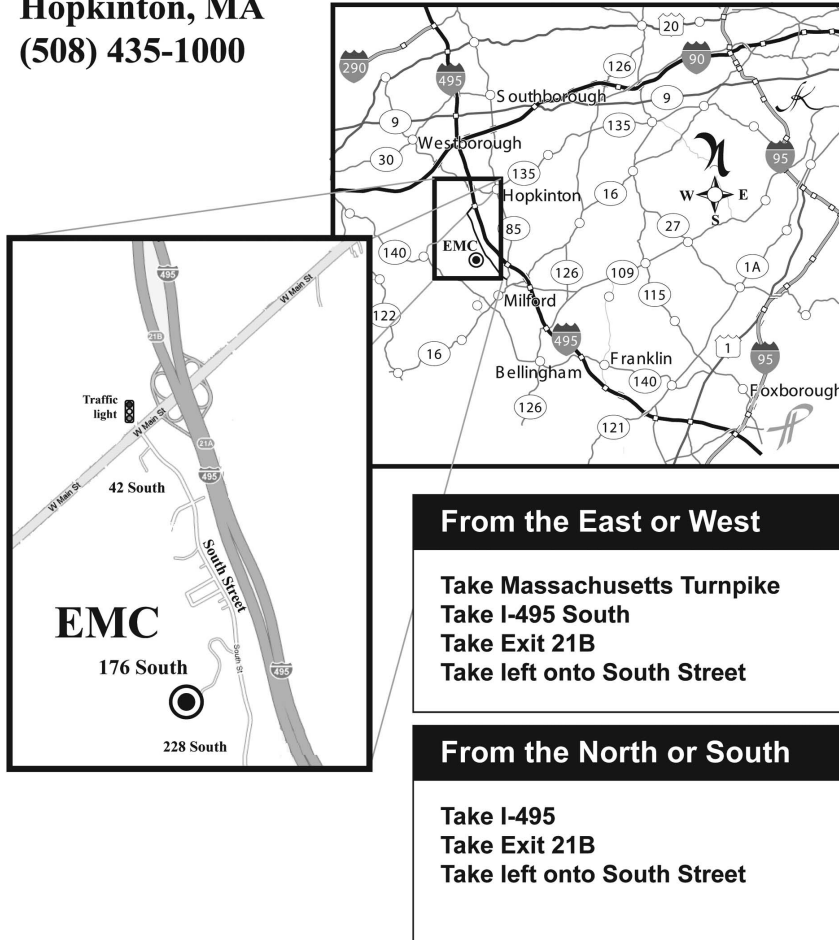 Hopkinton, MA
(508) 435-1000
20
290
495
126
90
Southborough
9
9
135
95
Westborough
30
135
Hopkinton
16
W E
S
85
27
EMC
140
126
109
1A
115
Milford
122
495
1
95
16
Bellingham
Franklin
140
Foxborough
126
121
495
W Main St
21B
Traffic
light
W Main St
21A
495
42 South
W Main St
South Street
EMC
176 South
South St
495
228 South
From the East or West
Take Massachusetts Turnpike
Take I-495 South
Take Exit 21B
Take left onto South Street
From the North or South
Take I-495
Take Exit 21B
Take left onto South Street